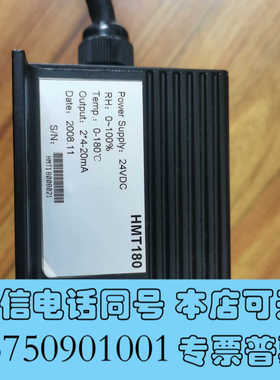 HMT180
Power Supply: 24VDC
RH: 0~100%
Temp.: 0-180℃
Output: 2*4-20mA
Date: 2008.11
S/N:
信电话同号 本店可
3750901001 专票普